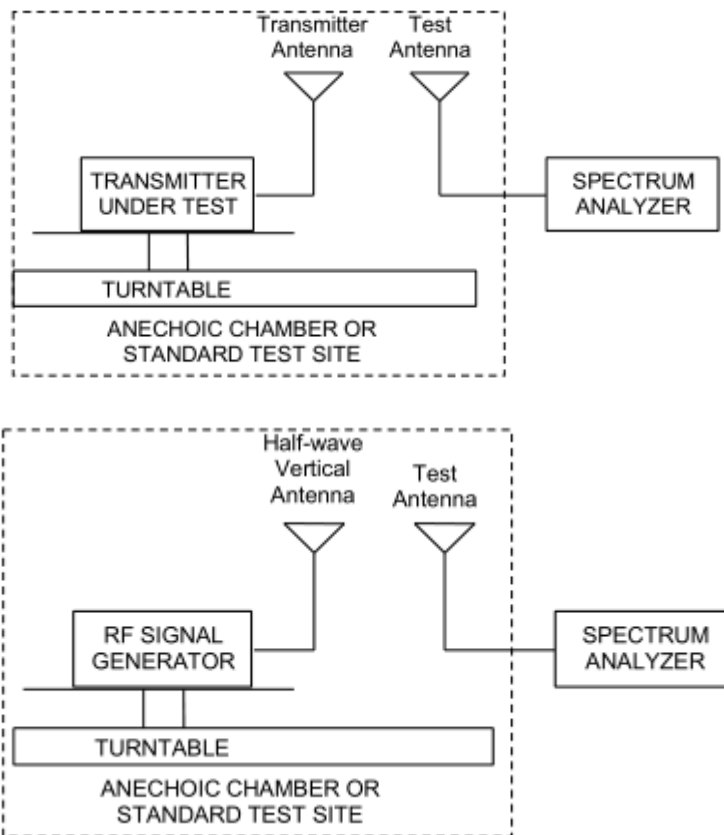 Transmitter
Antenna
Test
Antenna
TRANSMITTER
UNDER TEST
SPECTRUM
ANALYZER
TURNTABLE
ANECHOIC CHAMBER OR
STANDARD TEST SITE
Half-wave
Vertical
Antenna
Test
Antenna
RF SIGNAL
GENERATOR
SPECTRUM
ANALYZER
TURNTABLE
ANECHOIC CHAMBER OR
STANDARD TEST SITE